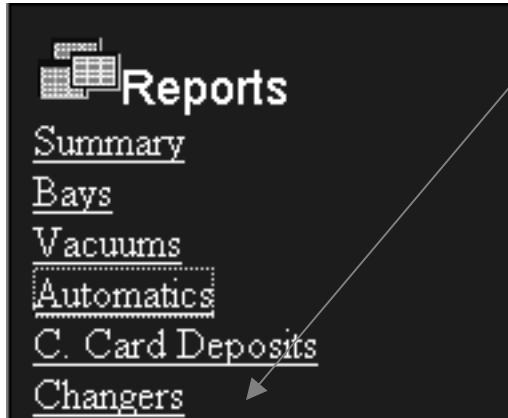 Reports
Summary
Bays
Vacuums
Automatics
C. Card Deposits
Changers